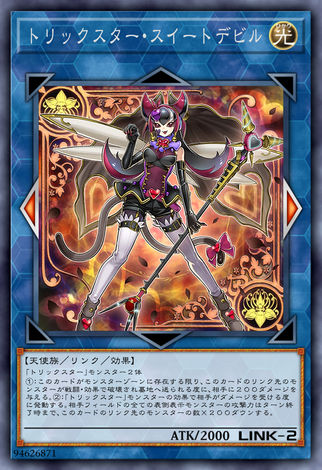 トリックスター・スイートデビル
光
【天使族／リンク／効果】
「トリックスター」モンスター２体
①：このカードがモンスターゾーンに存在する限り、このカードのリンク先のモ
ンスターが戦闘・効果で破壊され墓地へ送られる度に、相手に２００ダメージを
与える。②：「トリックスター」モンスターの効果で相手がダメージを受ける度
に発動する。相手フィールドの全ての表側表示モンスターの攻撃力はターン終
了時まで、このカードのリンク先のモンスターの数×２００ダウンする。
ATK/2000 LINK-2
94626871